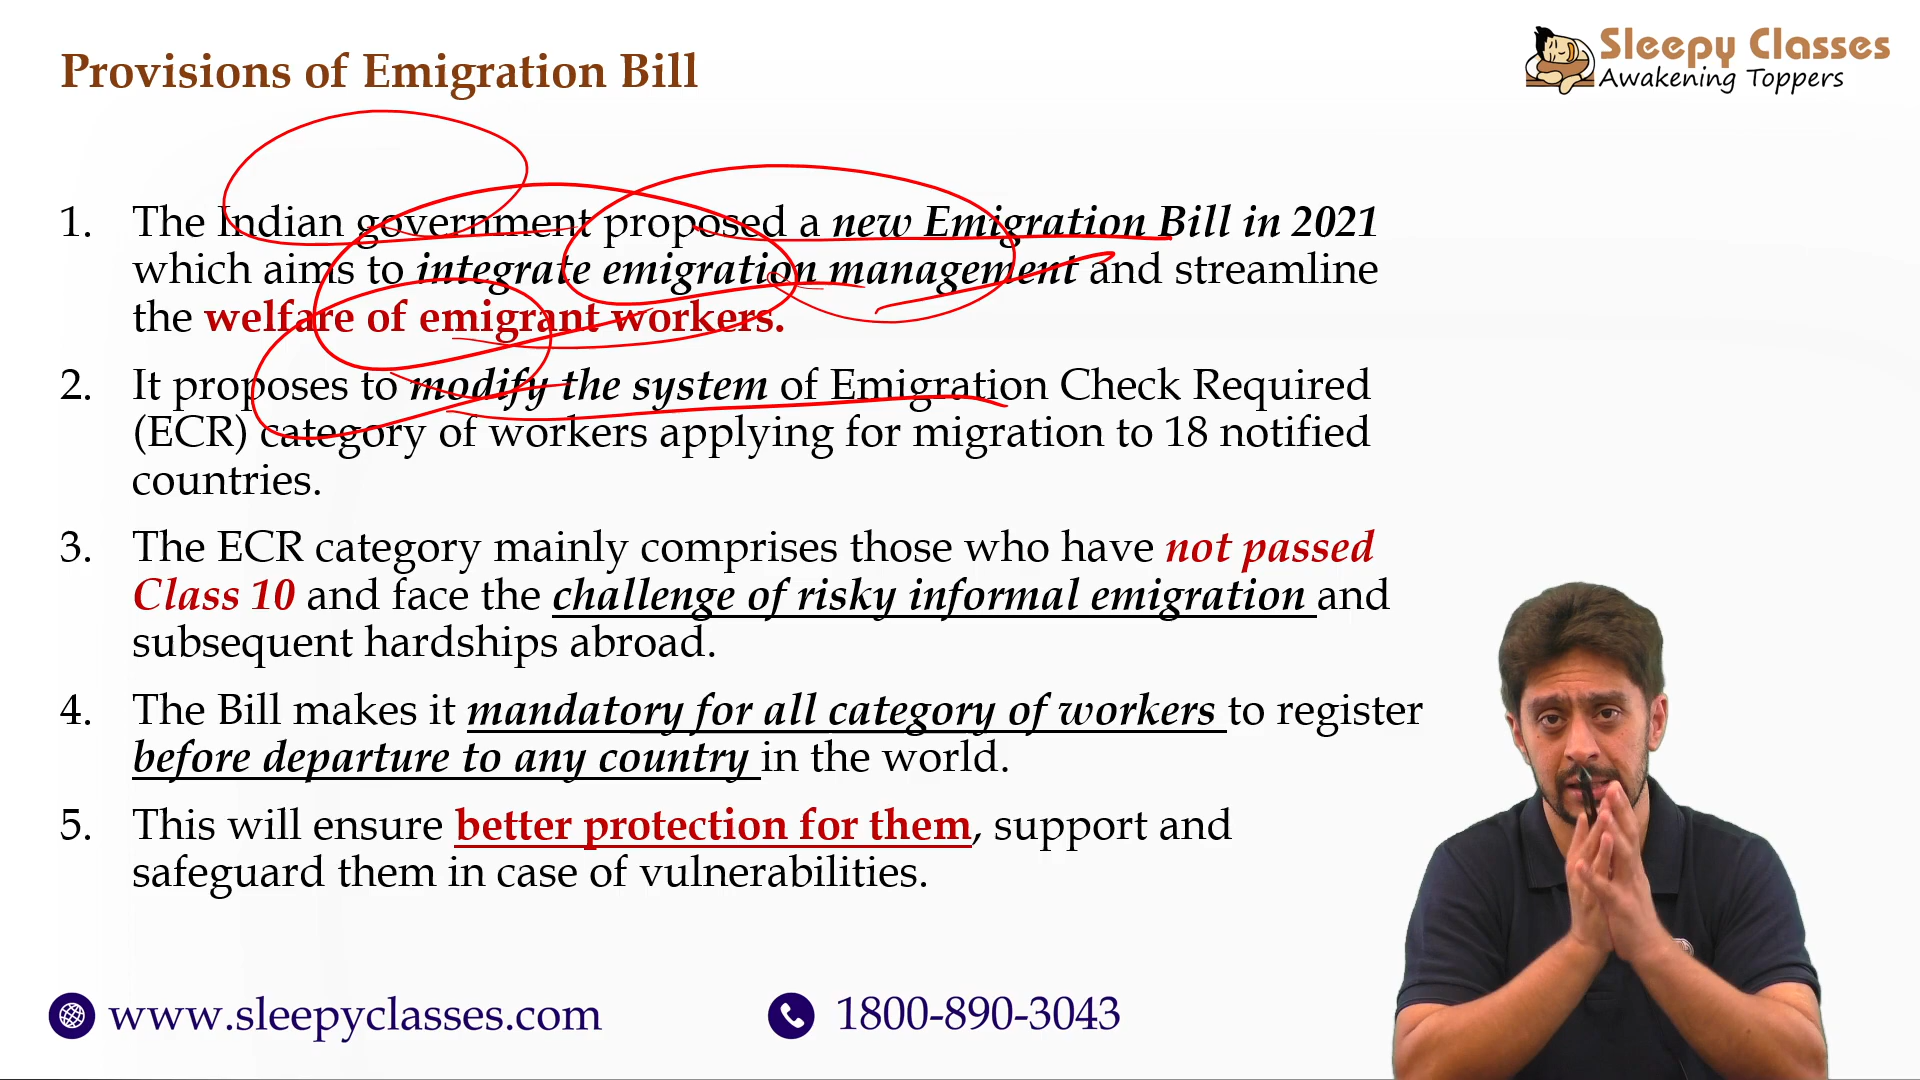 Provisions of Emigration Bill
Sleepy Classes
Awakening Toppers
1. The Indian government proposed a new Emigration Bill in 2021
which aims to integrate emigration management and streamline
the welfare of emigrant workers.
2. It proposes to modify the system of Emigration Check Required
(ECR) category of workers applying for migration to 18 notified
countries.
3. The ECR category mainly comprises those who have not passed
Class 10 and face the challenge of risky informal emigration and
subsequent hardships abroad.
4. The Bill makes it mandatory for all category of workers to register
before departure to any country in the world.
5. This will ensure better protection for them, support and
safeguard them in case of vulnerabilities.
www.sleepyclasses.com
1800-890-3043